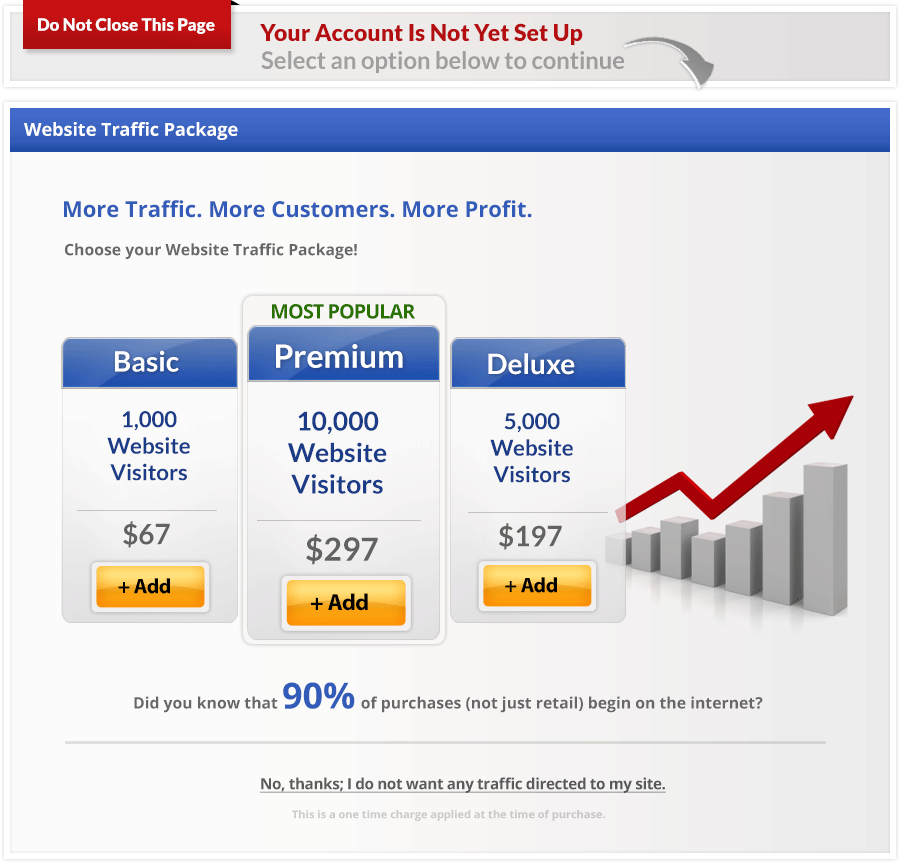 Do Not Close This Page
Your Account Is Not Yet Set Up
Select an option below to continue
Website Traffic Package
More Traffic. More Customers. More Profit.
Choose your Website Traffic Package!
Basic
1,000
Website
Visitors
$67
+ Add
MOST POPULAR
Premium
10,000
Website
Visitors
$297
+ Add
Deluxe
5,000
Website
Visitors
$197
+ Add
Did you know that 90% of purchases (not just retail) begin on the internet?
No, thanks; I do not want any traffic directed to my site.
This is a one time charge applied at the time of purchase.